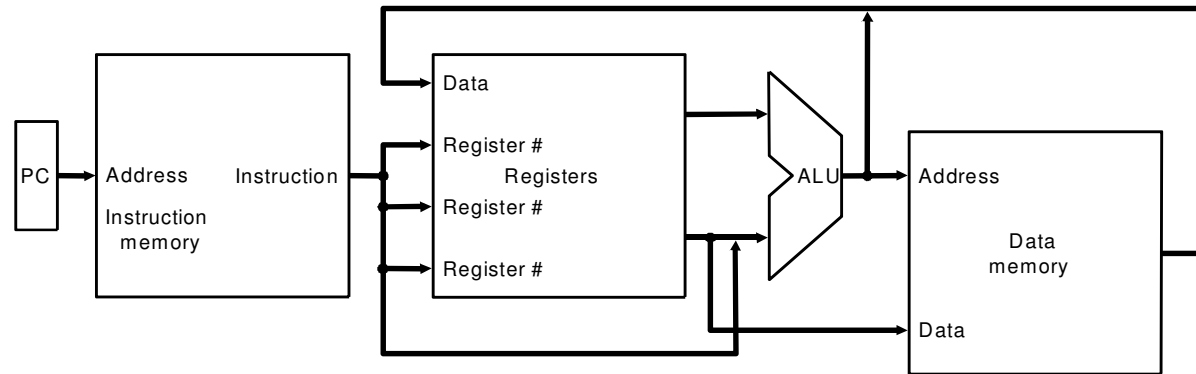 PC
Address
Instruction
Instruction
memory
Data
Register #
Registers
Register #
Register #
ALU
Address
Data
memory
Data